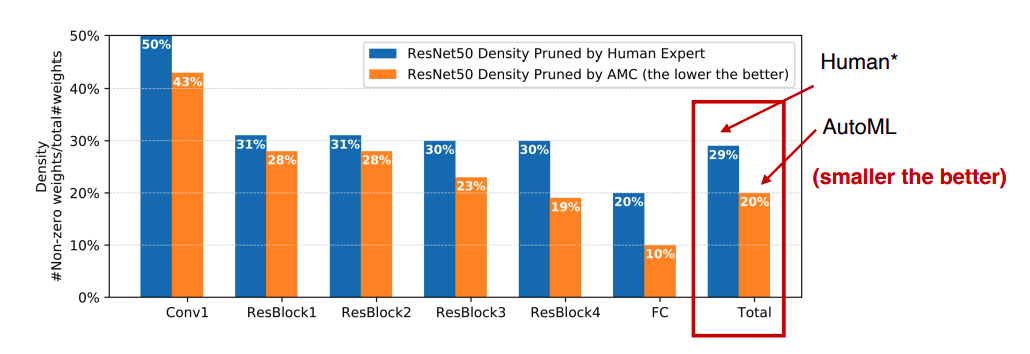 50%
40%
30%
20%
10%
0%
Density
#Non-zero weights/total#weights
ResNet50 Density Pruned by Human Expert
ResNet50 Density Pruned by AMC (the lower the better)
50%
43%
31%
28%
31%
28%
30%
23%
30%
19%
20%
10%
29%
20%
Conv1
ResBlock1
ResBlock2
ResBlock3
ResBlock4
FC
Total
Human*
AutoML
(smaller the better)